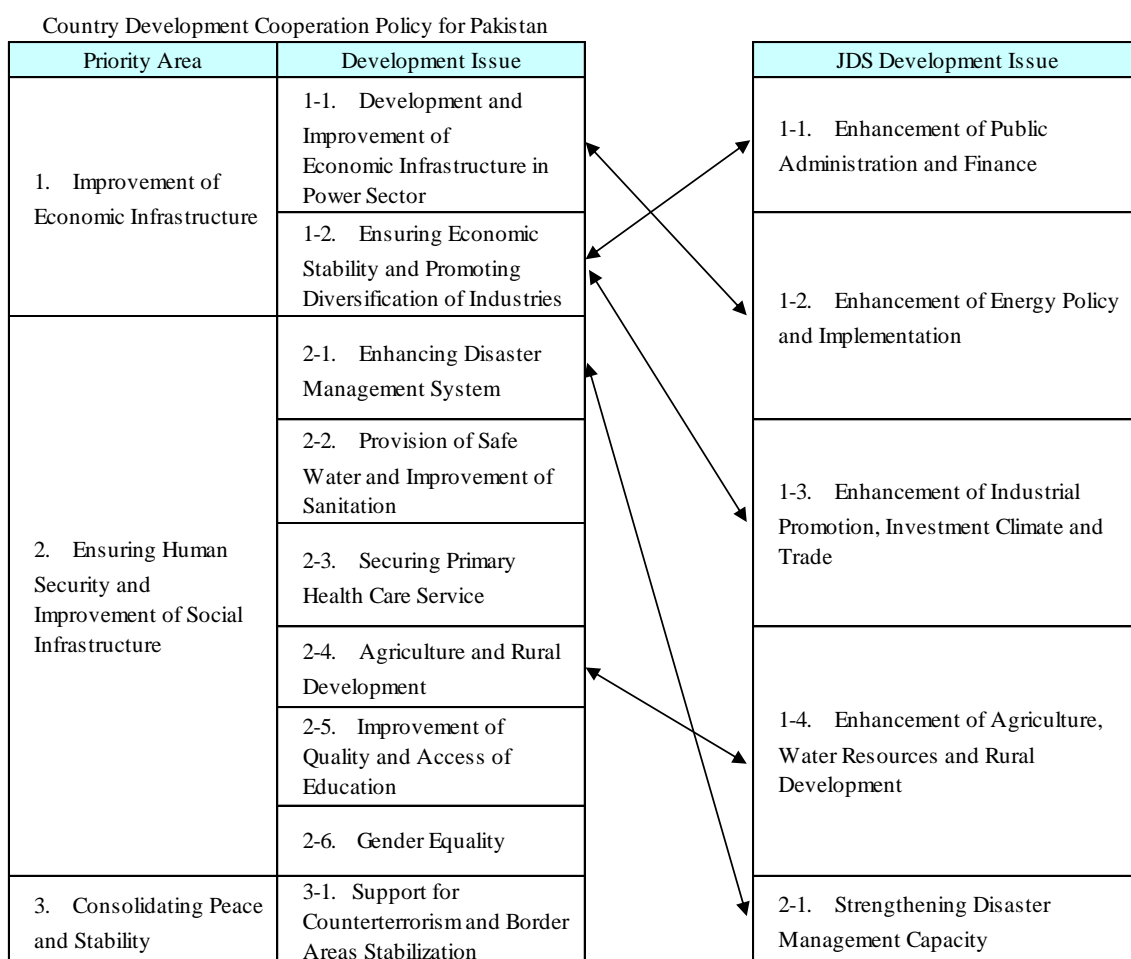 Country Development Cooperation Policy for Pakistan
Priority Area
Development Issue
JDS Development Issue
1. Improvement of
Economic Infrastructure
1-1. Development and
Improvement of
Economic Infrastructure in
Power Sector
1-2. Ensuring Economic
Stability and Promoting
Diversification of Industries
2. Ensuring Human
Security and
Improvement of Social
Infrastructure
2-1. Enhancing Disaster
Management System
2-2. Provision of Safe
Water and Improvement of
Sanitation
2-3. Securing Primary
Health Care Service
2-4. Agriculture and Rural
Development
2-5. Improvement of
Quality and Access of
Education
2-6. Gender Equality
3. Consolidating Peace
and Stability
3-1. Support for
Counterterrorism and Border
Areas Stabilization
1-1. Enhancement of Public
Administration and Finance
1-2. Enhancement of Energy Policy
and Implementation
1-3. Enhancement of Industrial
Promotion, Investment Climate and
Trade
1-4. Enhancement of Agriculture,
Water Resources and Rural
Development
2-1. Strengthening Disaster
Management Capacity